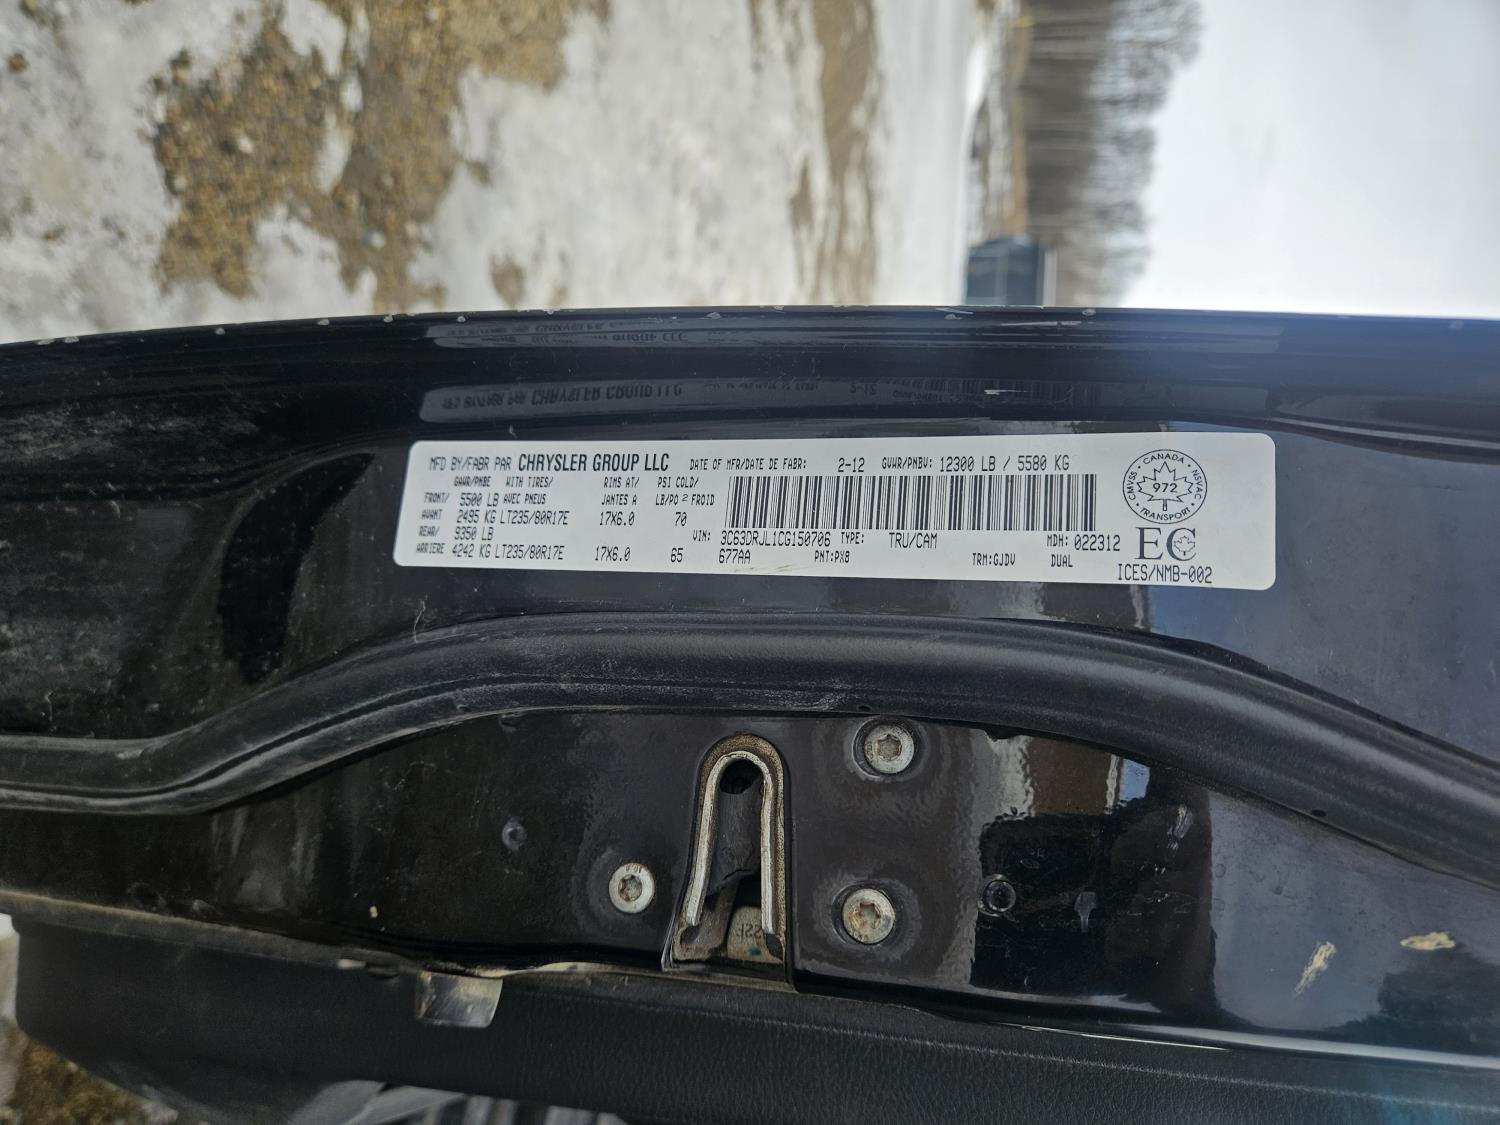 MFD BY/FABR PAR CHRYSLER GROUP LLC DATE OF MFR/DATE DE FABR: 2-12 GVWR/PNBV: 12300 LB / 5580 KG
GAWR/PNBE WITH TIRES/ RIMS AT/ PSI COLD/
FRONT/ 5500 LB AVEC PNEUS JANTES A LB/PO² FROID
AVANT 2495 KG LT235/80R17E 17X6.0 70
REAR/ 9350 LB VIN: 3C63DRJL1CG150706 TYPE: TRU/CAM MDH: 022312
ARRIERE 4242 KG LT235/80R17E 17X6.0 65 677AA PNT:PX8 TRM:GJDV DUAL
CANADA
CMVSS NSVAC
972
TRANSPORT
EC
ICES/NMB-002